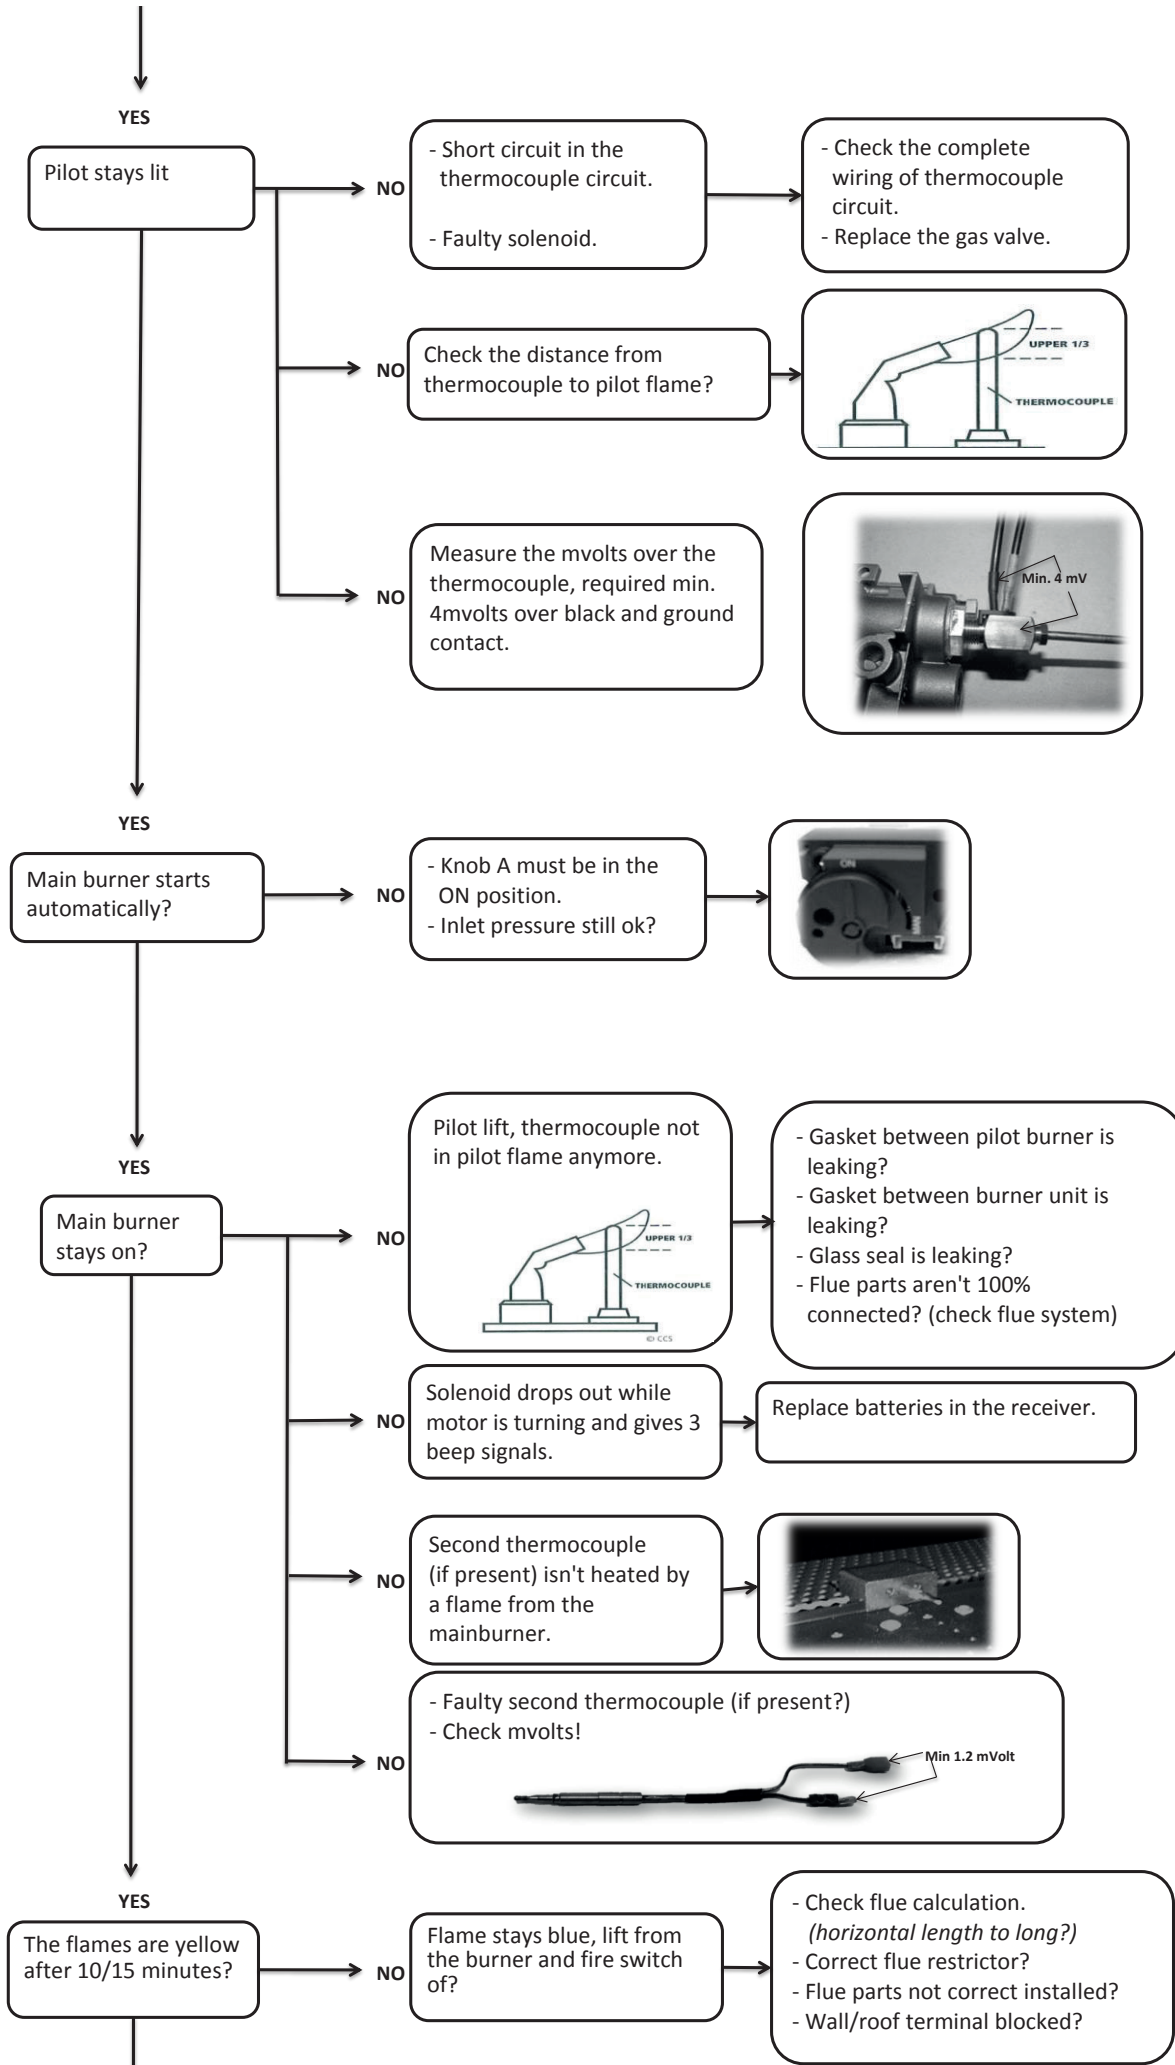 YES
Pilot stays lit
NO
- Short circuit in the
thermocouple circuit.
- Faulty solenoid.
- Check the complete
wiring of thermocouple
circuit.
- Replace the gas valve.
NO
Check the distance from
thermocouple to pilot flame?
UPPER 1/3
THERMOCOUPLE
NO
Measure the mvolts over the
thermocouple, required min.
4mvolts over black and ground
contact.
Min. 4 mV
YES
Main burner starts
automatically?
NO
- Knob A must be in the
ON position.
- Inlet pressure still ok?
ON
MAN
YES
Main burner
stays on?
NO
Pilot lift, thermocouple not
in pilot flame anymore.
UPPER 1/3
THERMOCOUPLE
© CCS
- Gasket between pilot burner is
leaking?
- Gasket between burner unit is
leaking?
- Glass seal is leaking?
- Flue parts aren't 100%
connected? (check flue system)
NO
Solenoid drops out while
motor is turning and gives 3
beep signals.
Replace batteries in the receiver.
NO
Second thermocouple
(if present) isn't heated by
a flame from the
mainburner.
NO
- Faulty second thermocouple (if present?)
- Check mvolts!
Min 1.2 mVolt
YES
The flames are yellow
after 10/15 minutes?
NO
Flame stays blue, lift from
the burner and fire switch
of?
- Check flue calculation.
(horizontal length to long?)
- Correct flue restrictor?
- Flue parts not correct installed?
- Wall/roof terminal blocked?